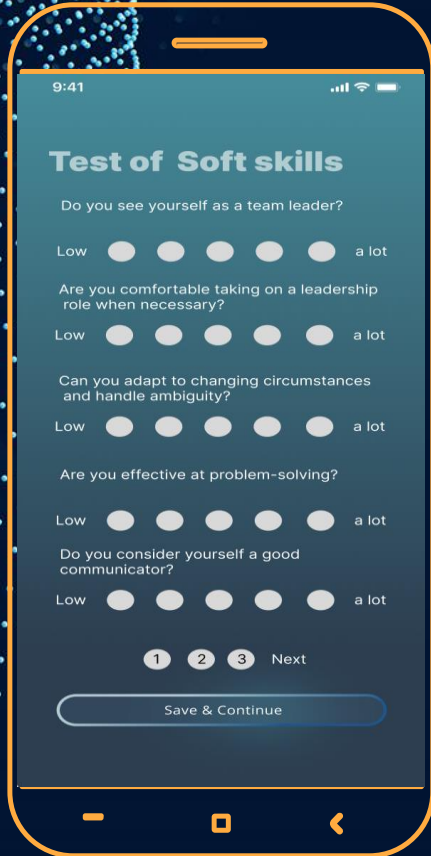 9:41
Test of Soft skills
Do you see yourself as a team leader?
Low a lot
Are you comfortable taking on a leadership
role when necessary?
Low a lot
Can you adapt to changing circumstances
and handle ambiguity?
Low a lot
Are you effective at problem-solving?
Low a lot
Do you consider yourself a good
communicator?
Low a lot
1 2 3 Next
Save & Continue